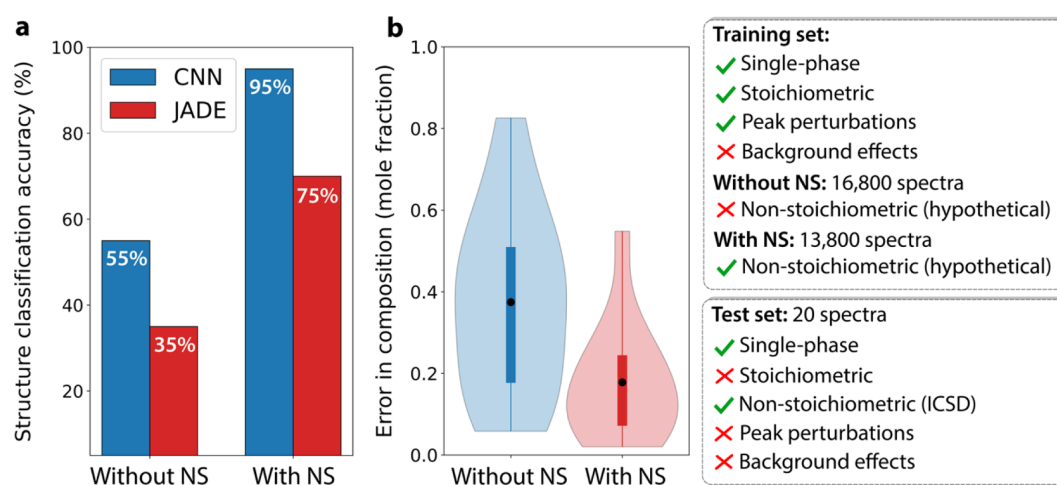 a
Structure classification accuracy (%)
100
80
60
40
20
CNN
JADE
55%
35%
95%
75%
Without NS
With NS
b
Error in composition (mole fraction)
1.0
0.8
0.6
0.4
0.2
0.0
Without NS
With NS
Training set:
Single-phase
Stoichiometric
Peak perturbations
Background effects
Without NS: 16,800 spectra
Non-stoichiometric (hypothetical)
With NS: 13,800 spectra
Non-stoichiometric (hypothetical)
Test set: 20 spectra
Single-phase
Stoichiometric
Non-stoichiometric (ICSD)
Peak perturbations
Background effects